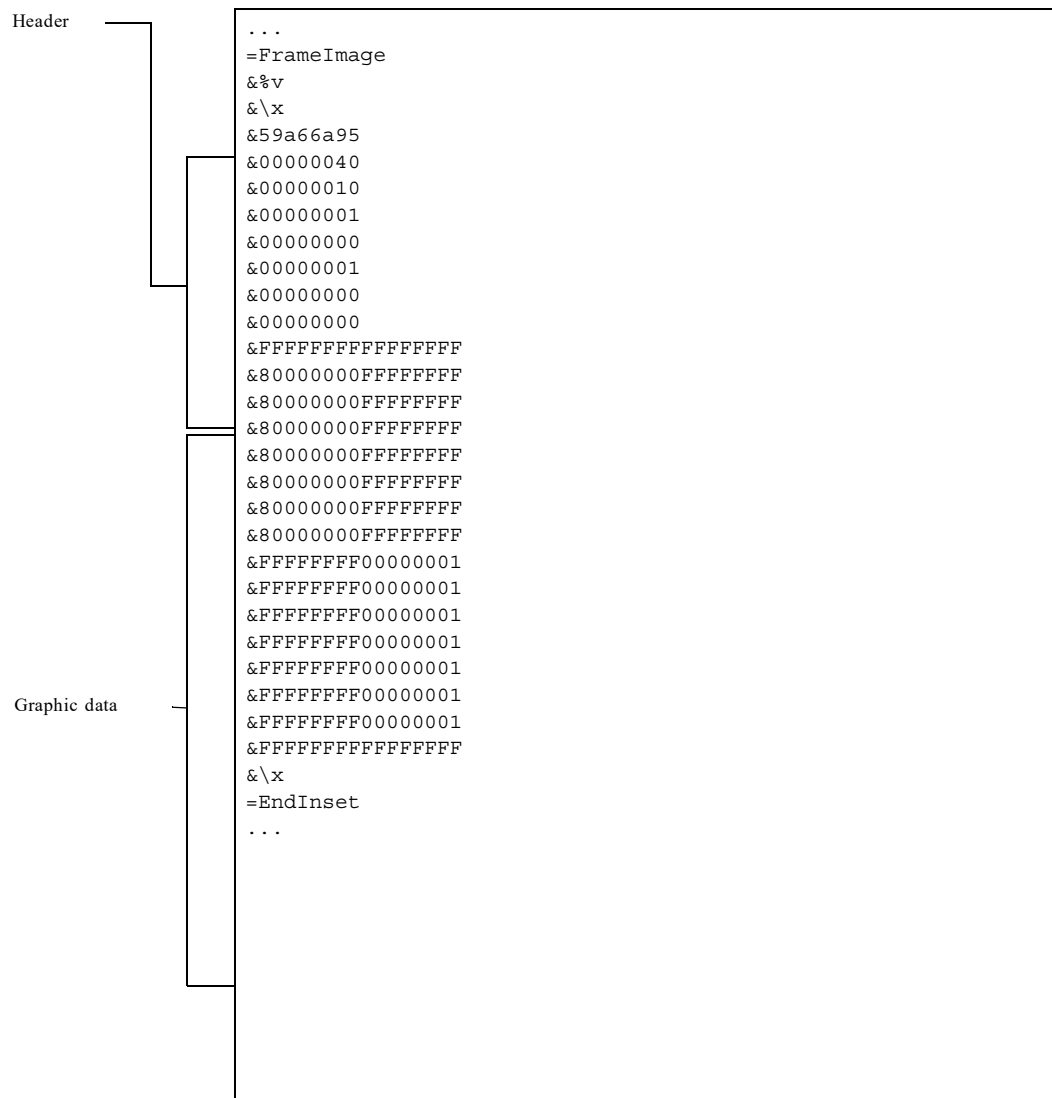 Header
...
=FrameImage
&%v
&\x
&59a66a95
&00000040
&00000010
&00000001
&00000000
&00000001
&00000000
&00000000
&FFFFFFFFFFFFFFFF
&80000000FFFFFFFF
&80000000FFFFFFFF
&80000000FFFFFFFF
&80000000FFFFFFFF
&80000000FFFFFFFF
&80000000FFFFFFFF
&80000000FFFFFFFF
&FFFFFFFF00000001
&FFFFFFFF00000001
&FFFFFFFF00000001
&FFFFFFFF00000001
&FFFFFFFF00000001
&FFFFFFFF00000001
Graphic data
&FFFFFFFF00000001
&FFFFFFFFFFFFFFFF
&\x
=EndInset
...